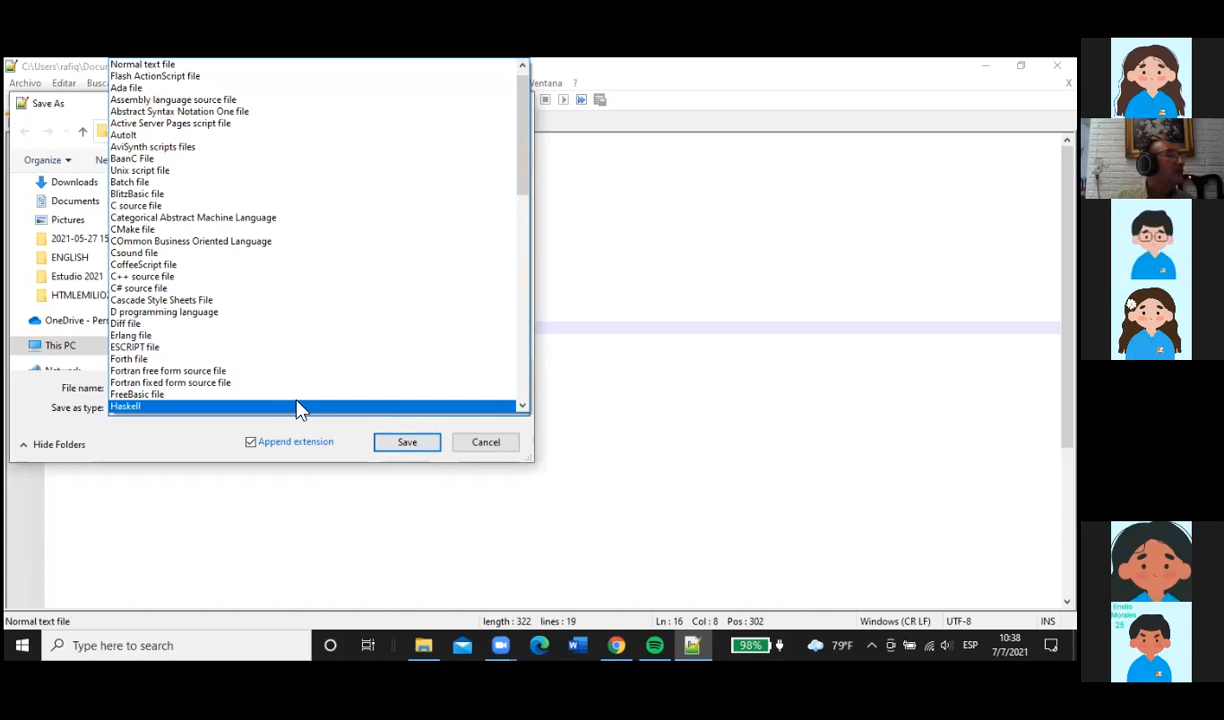 C:\Users\rafiq\Docu
Archivo Editar Busc
Ventana ?
X
Save As
Organize
Ne
Downloads
Documents
Pictures
2021-05-27 15
ENGLISH
Estudio 2021
HTMLEMILIO
OneDrive - Pers
This PC
Network
File name:
Save as type:
Normal text file
Flash ActionScript file
Ada file
Assembly language source file
Abstract Syntax Notation One file
Active Server Pages script file
AutoIt
AviSynth scripts files
BaanC File
Unix script file
Batch file
BlitzBasic file
C source file
Categorical Abstract Machine Language
CMake file
COmmon Business Oriented Language
Csound file
CoffeeScript file
C++ source file
C# source file
Cascade Style Sheets File
D programming language
Diff file
Erlang file
ESCRIPT file
Forth file
Fortran free form source file
Fortran fixed form source file
FreeBasic file
Haskell
Hide Folders
Append extension
Save
Cancel
Normal text file
length : 322 lines : 19
Ln : 16 Col : 8 Pos : 302
Windows (CR LF)
UTF-8
INS
Type here to search
98%
79°F
ESP
10:38
7/7/2021
Emilio
Morales
25